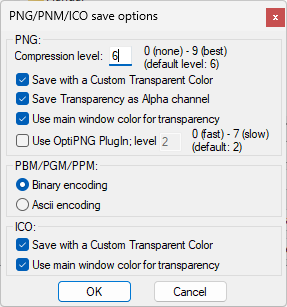 PNG/PNM/ICO save options
PNG:
Compression level: 6 0 (none) - 9 (best)
(default level: 6)
Save with a Custom Transparent Color
Save Transparency as Alpha channel
Use main window color for transparency
Use OptiPNG PlugIn; level 2 0 (fast) - 7 (slow)
(default: 2)
PBM/PGM/PPM:
Binary encoding
Ascii encoding
ICO:
Save with a Custom Transparent Color
Use main window color for transparency
OK Cancel